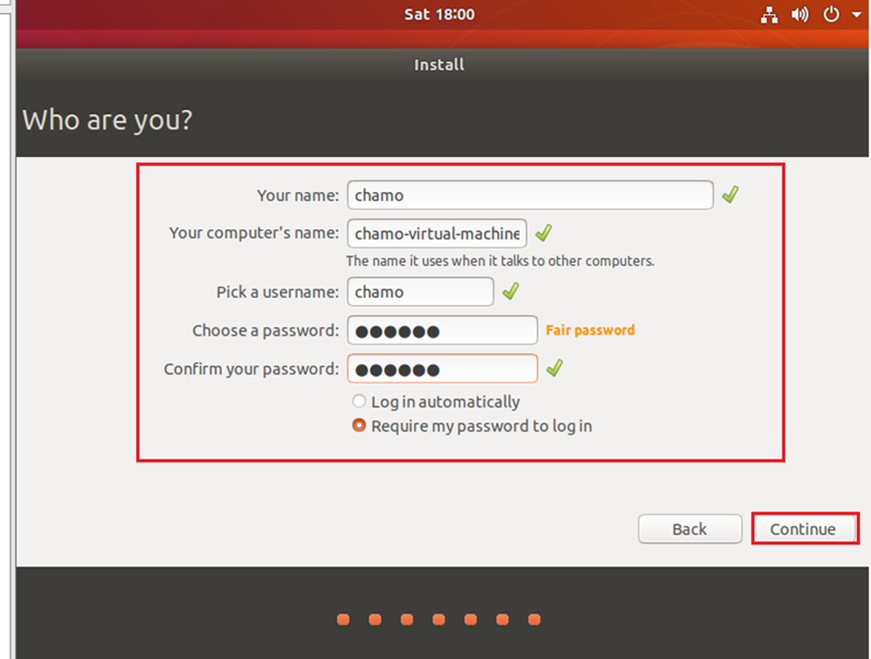 Sat 18:00
Install
Who are you?
Your name: chamo
Your computer's name: chamo-virtual-machine
The name it uses when it talks to other computers.
Pick a username: chamo
Choose a password: ●●●●●● Fair password
Confirm your password: ●●●●●●
Log in automatically
Require my password to log in
Back Continue